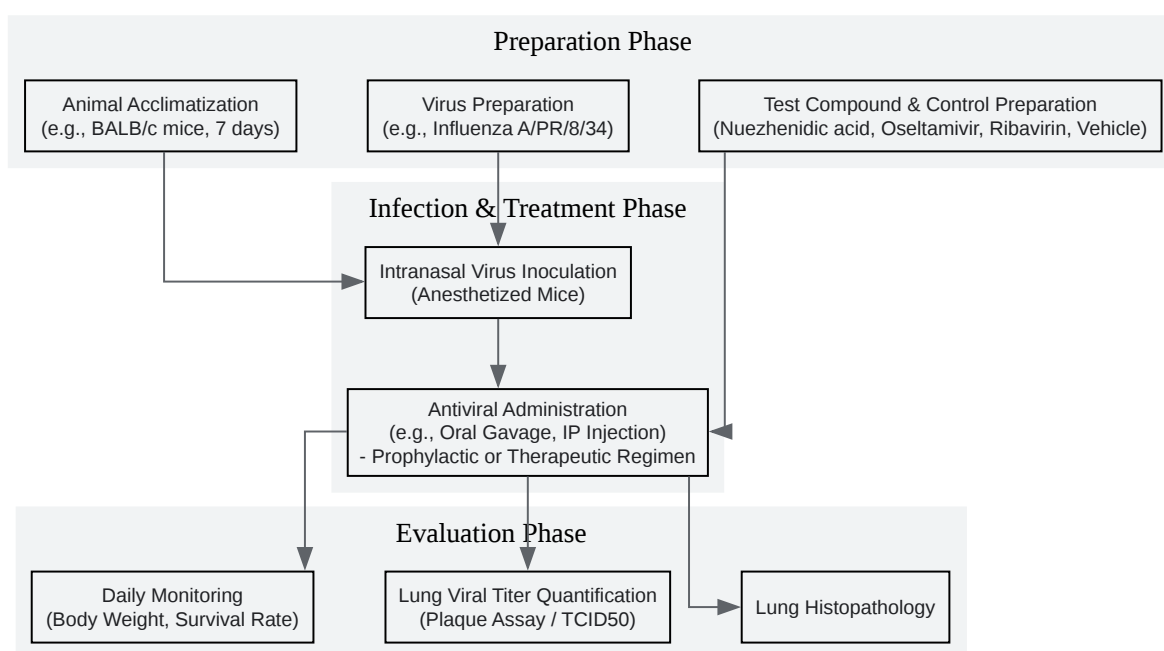 Preparation Phase
Animal Acclimatization
(e.g., BALB/c mice, 7 days)
Virus Preparation
(e.g., Influenza A/PR/8/34)
Test Compound & Control Preparation
(Nuezhenidic acid, Oseltamivir, Ribavirin, Vehicle)
Infection & Treatment Phase
Intranasal Virus Inoculation
(Anesthetized Mice)
Antiviral Administration
(e.g., Oral Gavage, IP Injection)
- Prophylactic or Therapeutic Regimen
Evaluation Phase
Daily Monitoring
(Body Weight, Survival Rate)
Lung Viral Titer Quantification
(Plaque Assay / TCID50)
Lung Histopathology